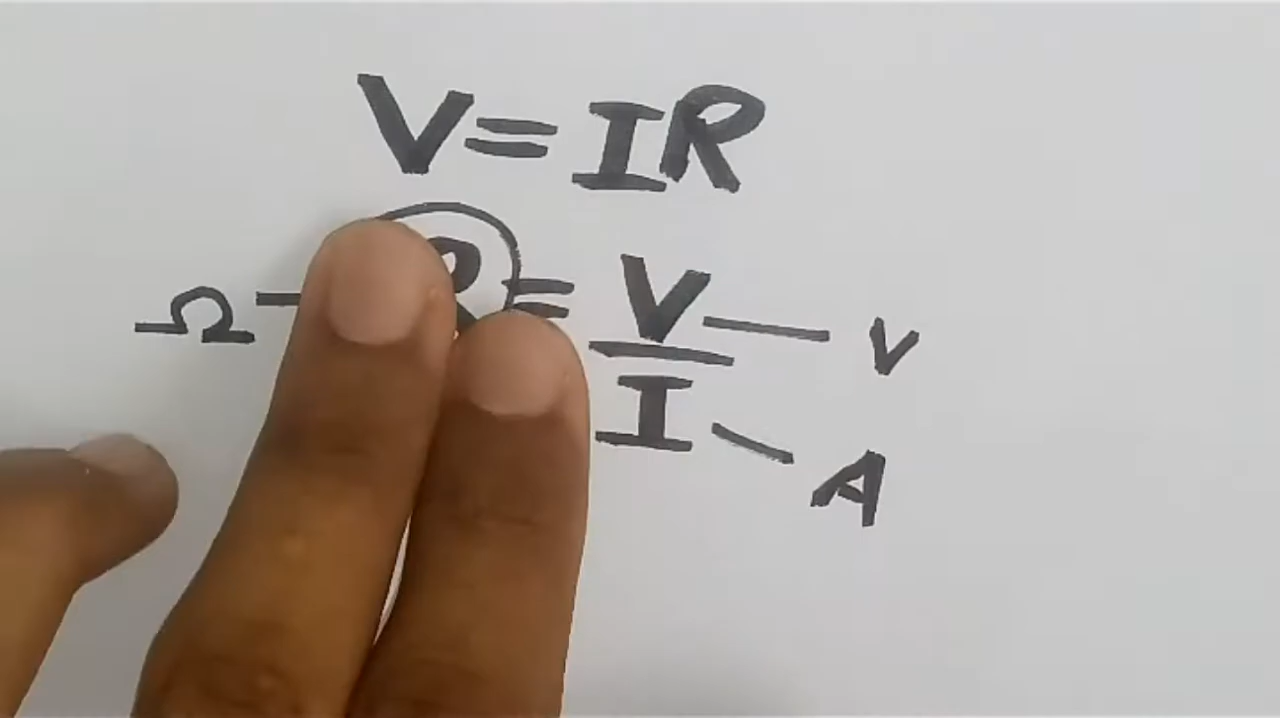 V=IR
Ω — R = V/I — V
— A